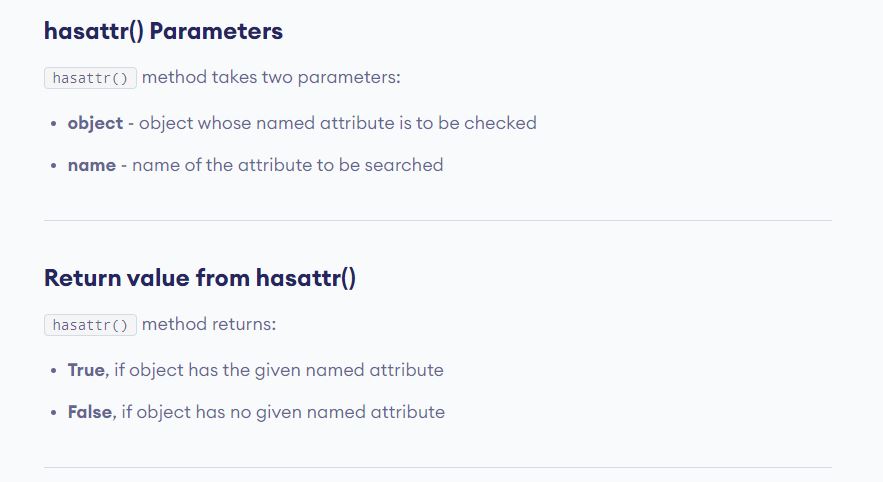 hasattr() Parameters
hasattr() method takes two parameters:
• object - object whose named attribute is to be checked
• name - name of the attribute to be searched
Return value from hasattr()
hasattr() method returns:
• True, if object has the given named attribute
• False, if object has no given named attribute